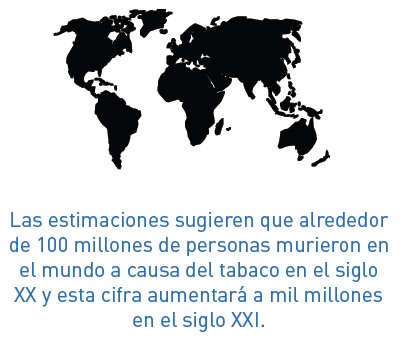 Las estimaciones sugieren que alrededor
de 100 millones de personas murieron en
el mundo a causa del tabaco en el siglo
XX y esta cifra aumentará a mil millones
en el siglo XXI.